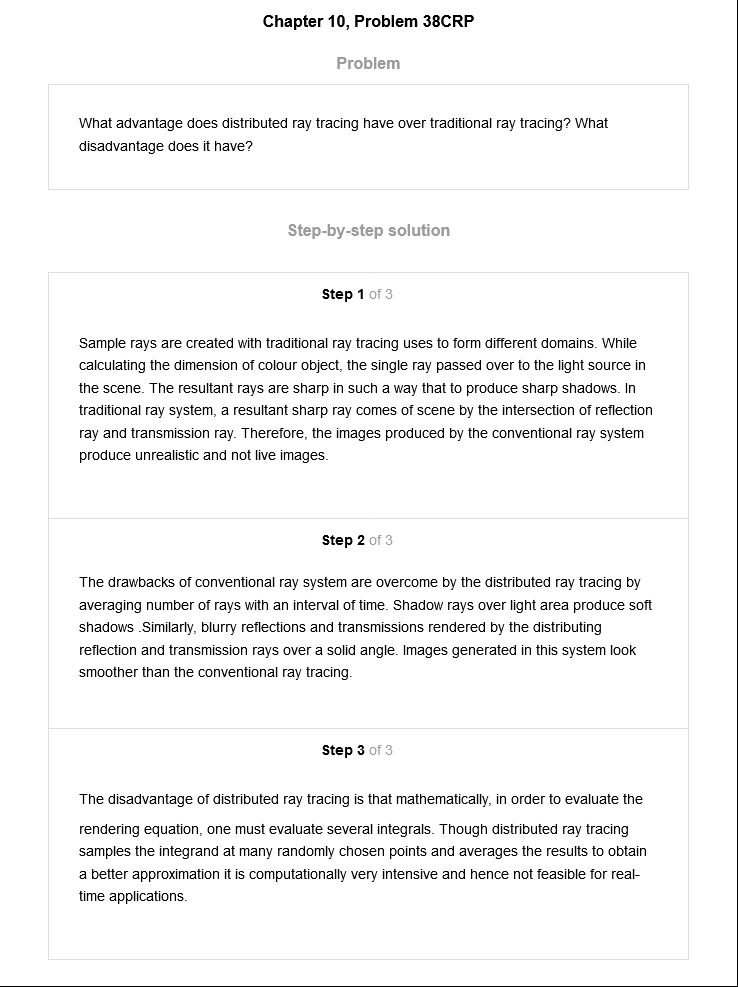 Chapter 10, Problem 38CRP
Problem
What advantage does distributed ray tracing have over traditional ray tracing? What
disadvantage does it have?
Step-by-step solution
Step 1 of 3
Sample rays are created with traditional ray tracing uses to form different domains. While
calculating the dimension of colour object, the single ray passed over to the light source in
the scene. The resultant rays are sharp in such a way that to produce sharp shadows. In
traditional ray system, a resultant sharp ray comes of scene by the intersection of reflection
ray and transmission ray. Therefore, the images produced by the conventional ray system
produce unrealistic and not live images.
Step 2 of 3
The drawbacks of conventional ray system are overcome by the distributed ray tracing by
averaging number of rays with an interval of time. Shadow rays over light area produce soft
shadows .Similarly, blurry reflections and transmissions rendered by the distributing
reflection and transmission rays over a solid angle. Images generated in this system look
smoother than the conventional ray tracing.
Step 3 of 3
The disadvantage of distributed ray tracing is that mathematically, in order to evaluate the
rendering equation, one must evaluate several integrals. Though distributed ray tracing
samples the integrand at many randomly chosen points and averages the results to obtain
a better approximation it is computationally very intensive and hence not feasible for real-
time applications.